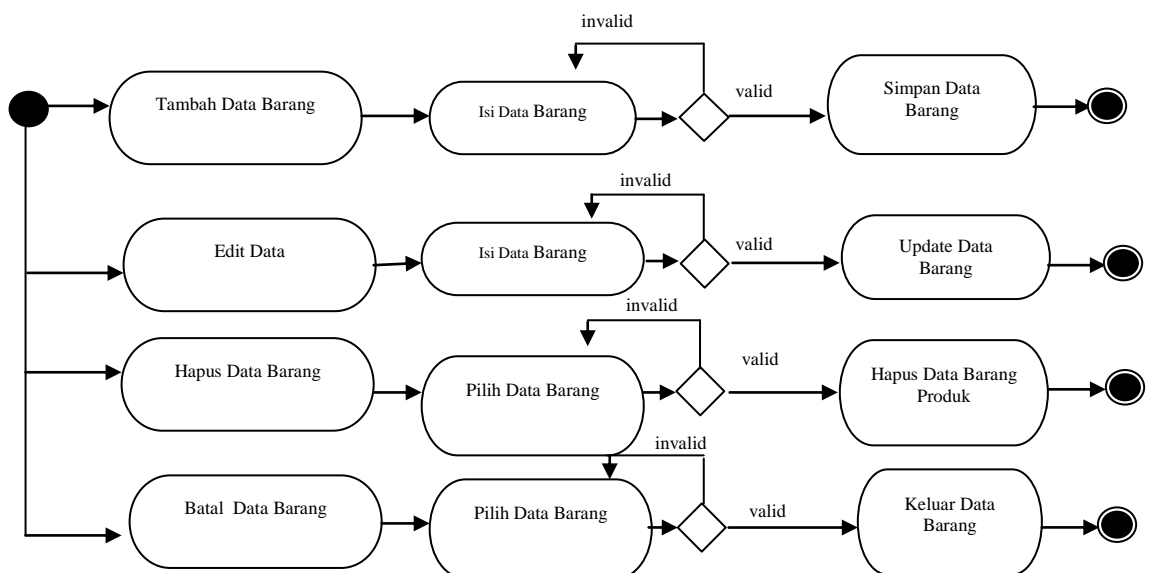 invalid
Tambah Data Barang
Isi Data Barang
valid
Simpan Data
Barang
invalid
Edit Data
Isi Data Barang
valid
Update Data
Barang
invalid
Hapus Data Barang
Pilih Data Barang
valid
Hapus Data Barang
Produk
invalid
Batal Data Barang
Pilih Data Barang
valid
Keluar Data
Barang